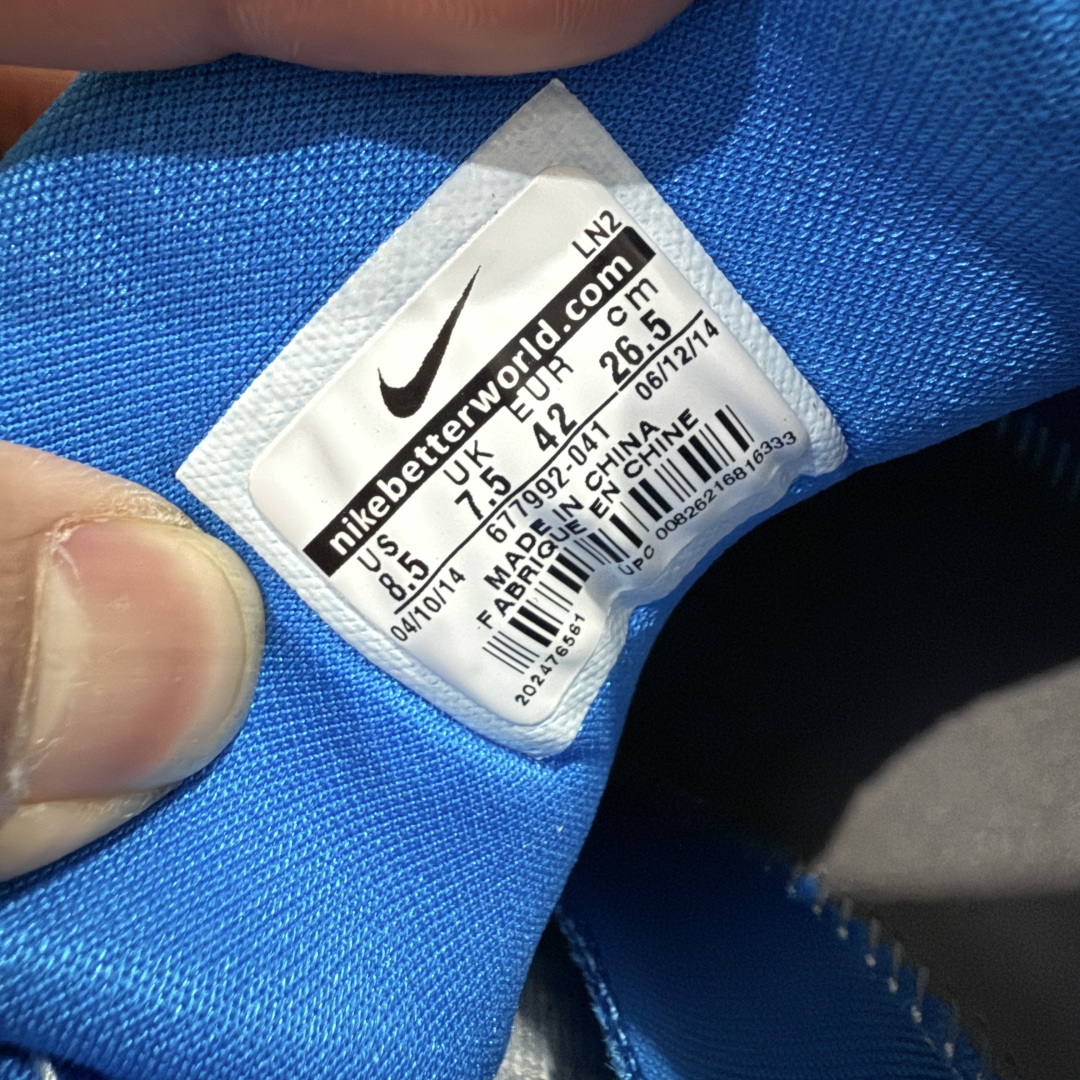 LN2
nikebetterworld.com
US UK EUR cm
8.5 7.5 42 26.5
04/10/14 677992-041 06/12/14
MADE IN CHINA
FABRIQUE EN CHINE
202476561 UPC 00826216816333